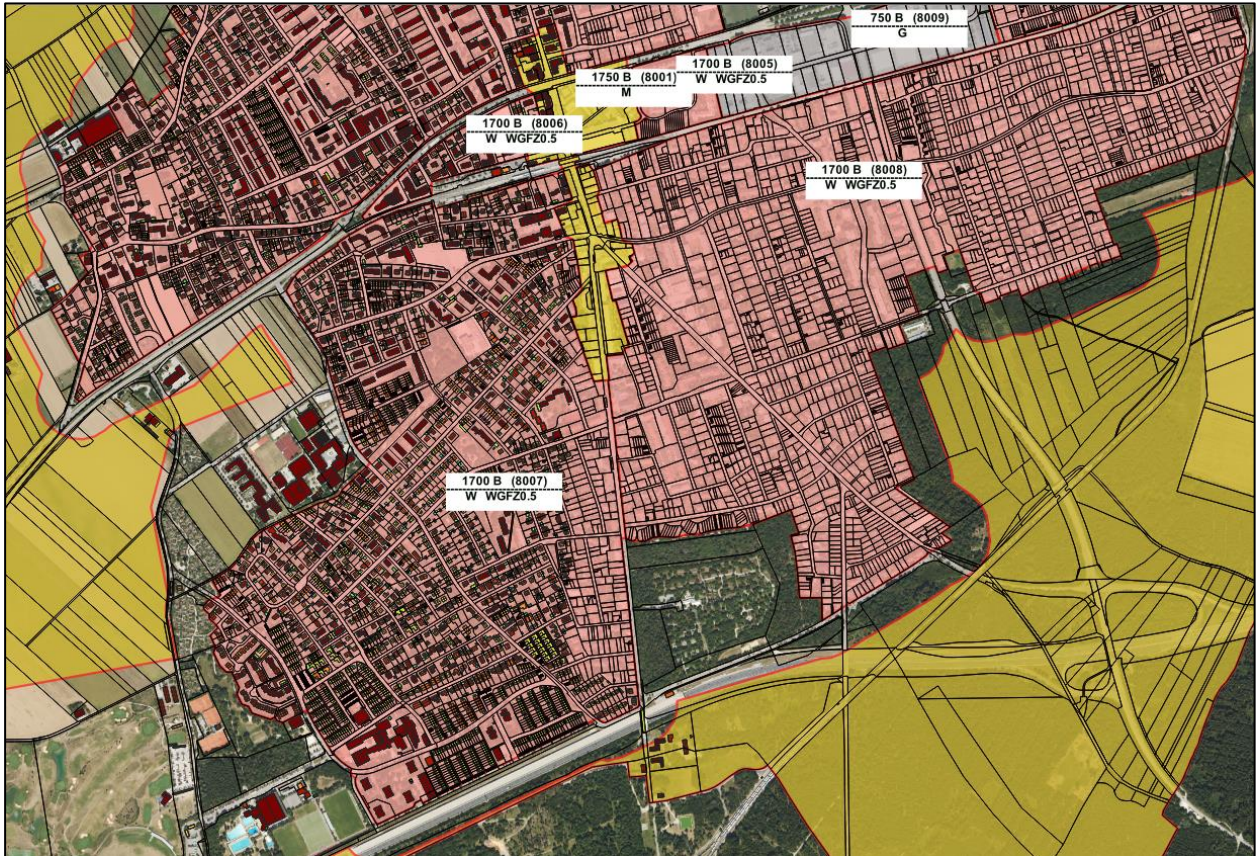 750 B (8009)
G
1700 B (8005)
W WGFZ0.5
1750 B (8001)
M
1700 B (8006)
W WGFZ0.5
1700 B (8008)
W WGFZ0.5
1700 B (8007)
W WGFZ0.5